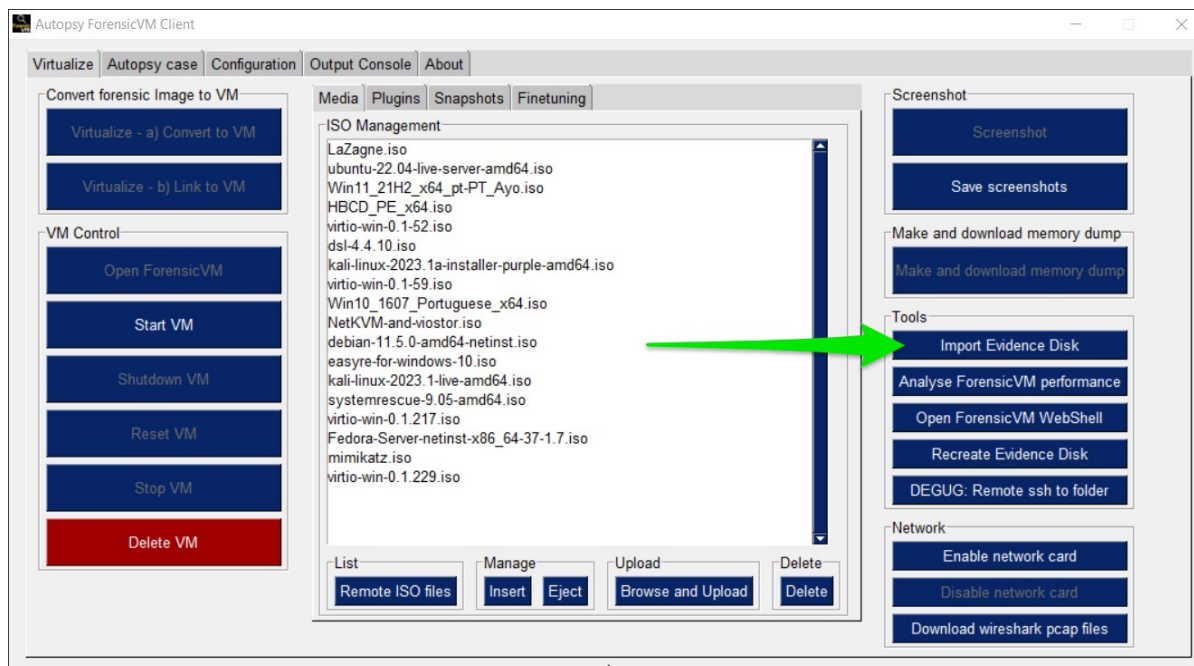 Autopsy ForensicVM Client
Virtualize
Autopsy case
Configuration
Output Console
About
Convert forensic Image to VM
Virtualize - a) Convert to VM
Virtualize - b) Link to VM
VM Control
Open ForensicVM
Start VM
Shutdown VM
Reset VM
Stop VM
Delete VM
Media
Plugins
Snapshots
Finetuning
ISO Management
LaZagne.iso
ubuntu-22.04-live-server-amd64.iso
Win11_21H2_x64_pt-PT_Ayo.iso
HBCD_PE_x64.iso
virtio-win-0.1-52.iso
dsl-4.4.10.iso
kali-linux-2023.1a-installer-purple-amd64.iso
virtio-win-0.1-59.iso
Win10_1607_Portuguese_x64.iso
NetKVM-and-viostor.iso
debian-11.5.0-amd64-netinst.iso
easyre-for-windows-10.iso
kali-linux-2023.1-live-amd64.iso
systemrescue-9.05-amd64.iso
virtio-win-0.1.217.iso
Fedora-Server-netinst-x86_64-37-1.7.iso
mimikatz.iso
virtio-win-0.1.229.iso
List
Remote ISO files
Manage
Insert
Eject
Upload
Browse and Upload
Delete
Delete
Screenshot
Screenshot
Save screenshots
Make and download memory dump
Make and download memory dump
Tools
Import Evidence Disk
Analyse ForensicVM performance
Open ForensicVM WebShell
Recreate Evidence Disk
DEGUG: Remote ssh to folder
Network
Enable network card
Disable network card
Download wireshark pcap files